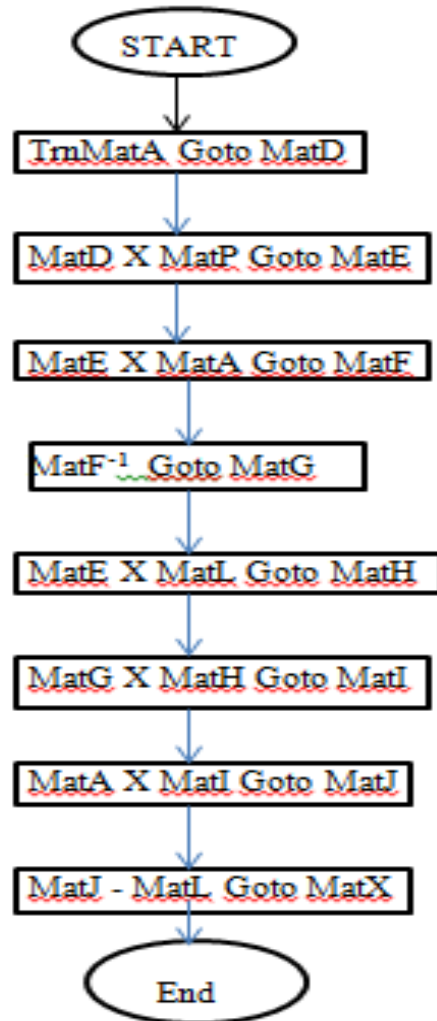 START
TrnMatA Goto MatD
MatD X MatP Goto MatE
MatE X MatA Goto MatF
MatF-1 Goto MatG
MatE X MatL Goto MatH
MatG X MatH Goto MatI
MatA X MatI Goto MatJ
MatJ - MatL Goto MatX
End